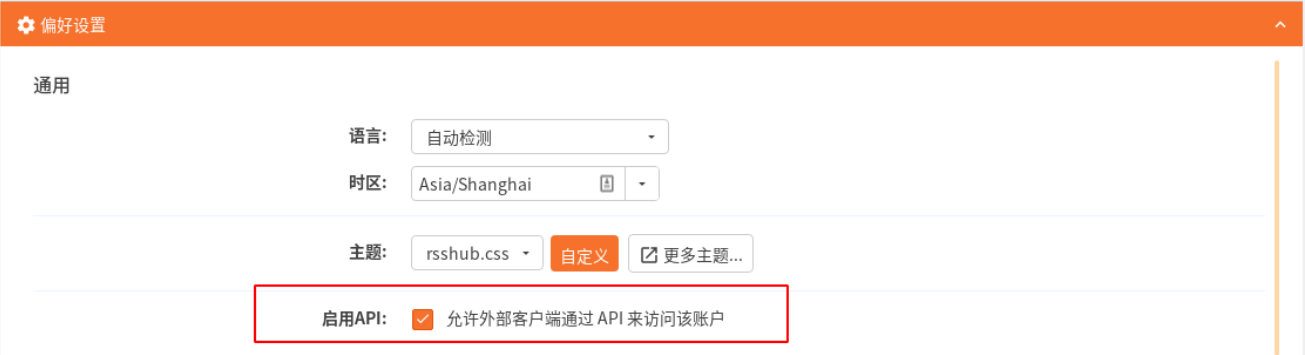 偏好设置
通用
语言: 自动检测
时区: Asia/Shanghai
主题: rsshub.css 自定义 更多主题...
启用API: 允许外部客户端通过 API 来访问该账户